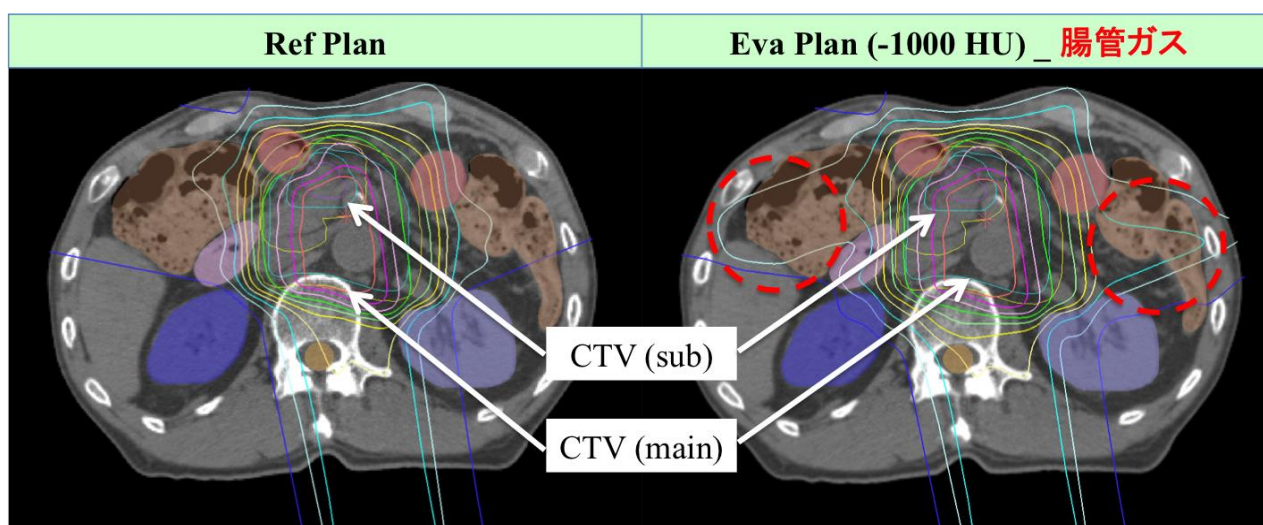 Ref Plan
Eva Plan (-1000 HU) _ 腸管ガス
CTV (sub)
CTV (main)